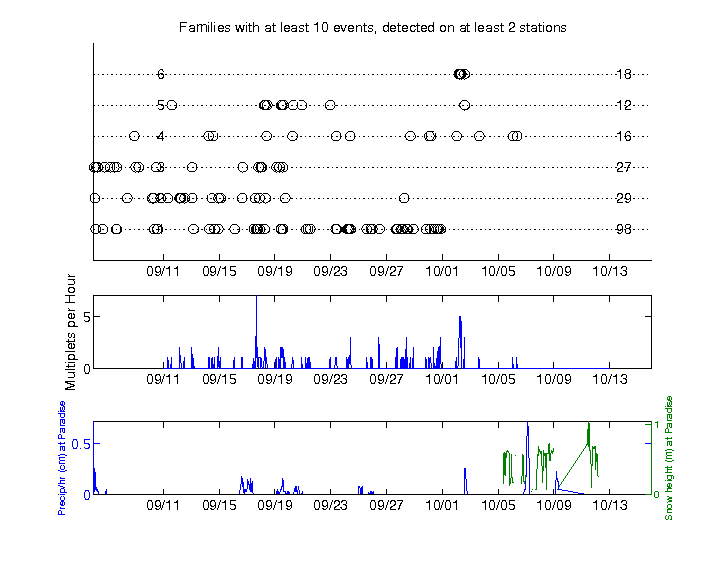 Families with at least 10 events, detected on at least 2 stations
6 18
5 12
4 16
3 27
2 29
1 98
09/11 09/15 09/19 09/23 09/27 10/01 10/05 10/09 10/13
Multiplets per Hour
5
0
09/11 09/15 09/19 09/23 09/27 10/01 10/05 10/09 10/13
Precip/hr (cm) at Paradise
0.5
0
1
0
Snow height (m) at Paradise
09/11 09/15 09/19 09/23 09/27 10/01 10/05 10/09 10/13